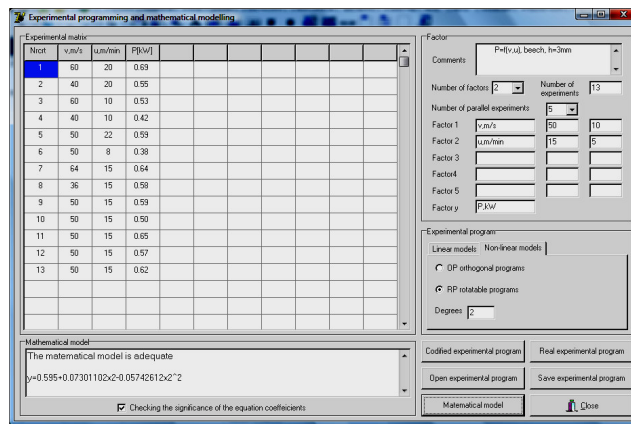 Experimental programming and mathematical modelling
Experimental matrix
Nrcrt v,m/s u,m/min P[kW]
1 60 20 0.69
2 40 20 0.55
3 60 10 0.53
4 40 10 0.42
5 50 22 0.59
6 50 8 0.38
7 64 15 0.64
8 36 15 0.58
9 50 15 0.59
10 50 15 0.50
11 50 15 0.65
12 50 15 0.57
13 50 15 0.62
Mathematical model
The matematical model is adequate
y=0.595+0.07301102x2-0.05742612x2^2
Checking the significance of the equation coeffeicients
Factor
Comments P=f(v,u), beech, h=3mm
Number of factors 2 Number of experiments 13
Number of parallel experiments 5
Factor 1 v,m/s 50 10
Factor 2 u,m/min 15 5
Factor 3
Factor4
Factor 5
Factor y P,kW
Experimental program
Linear models Non-linear models
OP orthogonal programs
RP rotatable programs
Degrees 2
Codified experimental program Real experimental program
Open experimental program Save experimental program
Matematical model Close